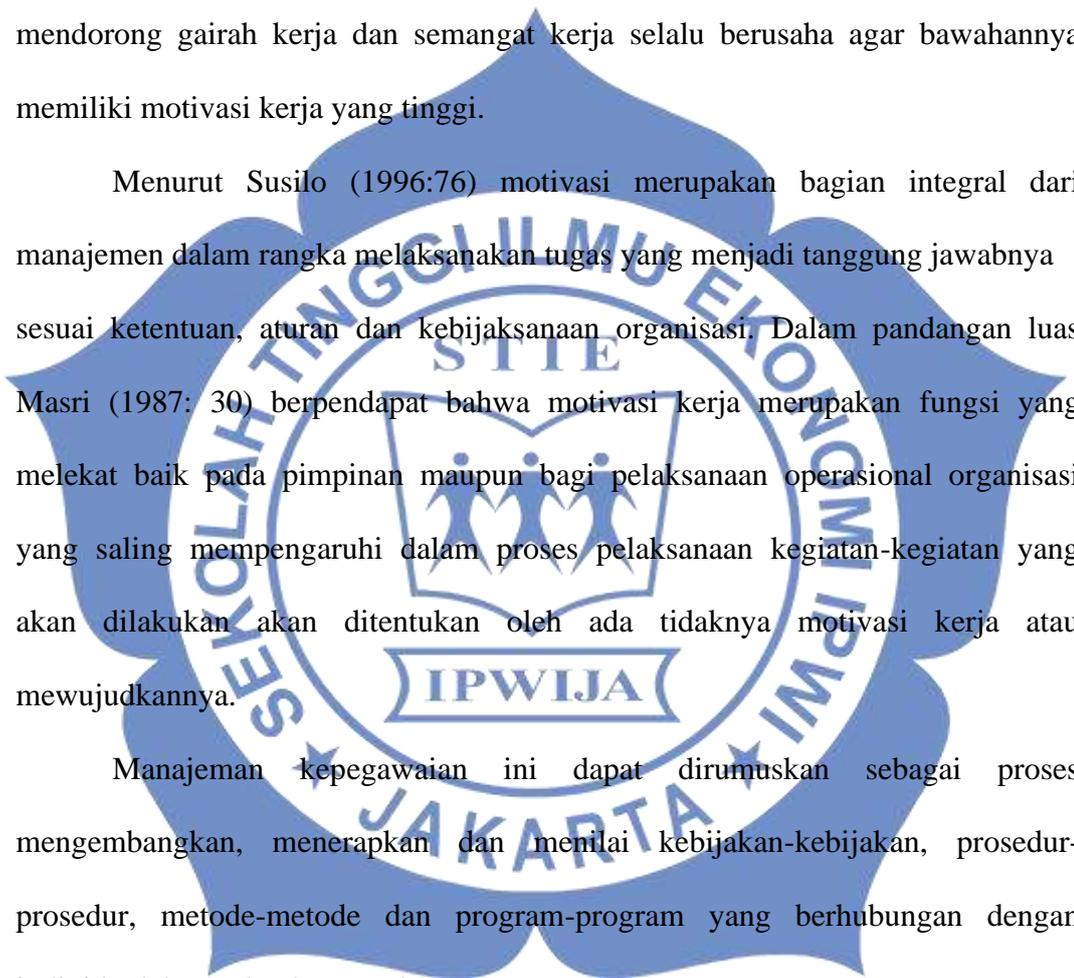 mendorong gairah kerja dan semangat kerja selalu berusaha agar bawahannya
memiliki motivasi kerja yang tinggi.
Menurut Susilo (1996:76) motivasi merupakan bagian integral dari
manajemen dalam rangka melaksanakan tugas yang menjadi tanggung jawabnya
sesuai ketentuan, aturan dan kebijaksanaan organisasi. Dalam pandangan luas
Masri (1987: 30) berpendapat bahwa motivasi kerja merupakan fungsi yang
melekat baik pada pimpinan maupun bagi pelaksanaan operasional organisasi
yang saling mempengaruhi dalam proses pelaksanaan kegiatan-kegiatan yang
akan dilakukan akan ditentukan oleh ada tidaknya motivasi kerja atau
mewujudkannya.
Manajeman kepegawaian ini dapat dirumuskan sebagai proses
mengembangkan, menerapkan dan menilai kebijakan-kebijakan, prosedur-
prosedur, metode-metode dan program-program yang berhubungan dengan
SEKOLAH TINGGI ILMU EKONOMI IPWI
STIE
IPWIJA
JAKARTA